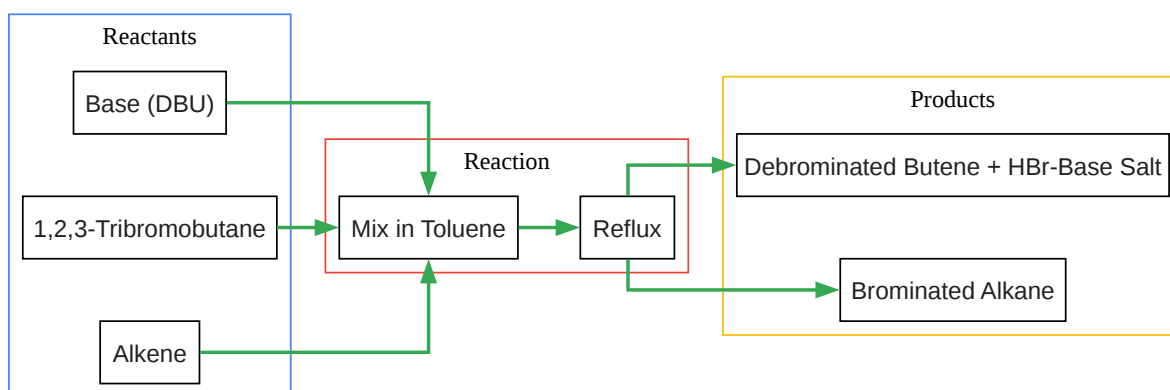 Reactants
Base (DBU)
1,2,3-Tribromobutane
Alkene
Reaction
Mix in Toluene
Reflux
Products
Debrominated Butene + HBr-Base Salt
Brominated Alkane